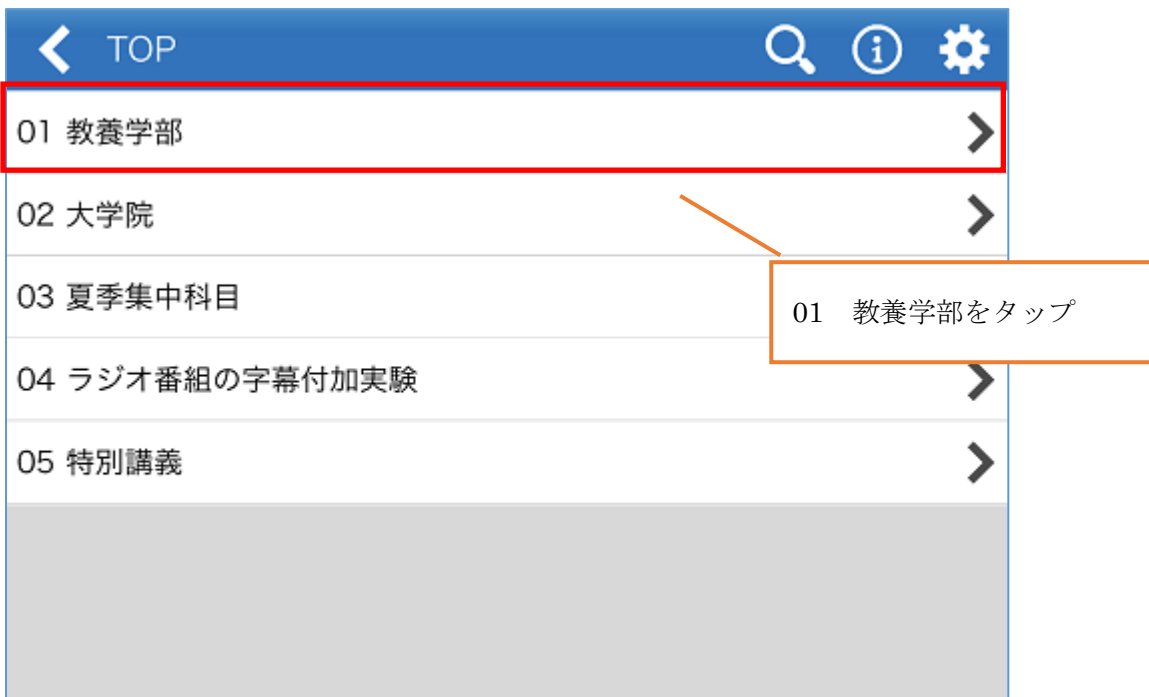 TOP
01 教養学部
02 大学院
03 夏季集中科目
01　教養学部をタップ
04 ラジオ番組の字幕付加実験
05 特別講義